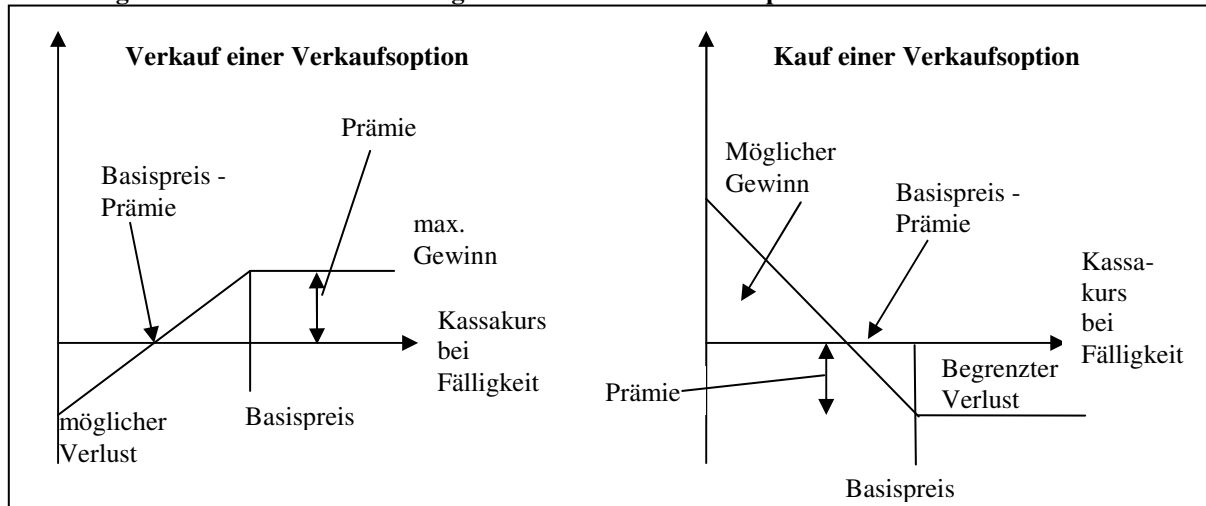 Verkauf einer Verkaufsoption
Prämie
Basispreis -
Prämie
max.
Gewinn
Kassakurs
bei
Fälligkeit
Basispreis
möglicher
Verlust
Kauf einer Verkaufsoption
Möglicher
Gewinn
Basispreis -
Prämie
Kassa-
kurs
bei
Fälligkeit
Prämie
Begrenzter
Verlust
Basispreis